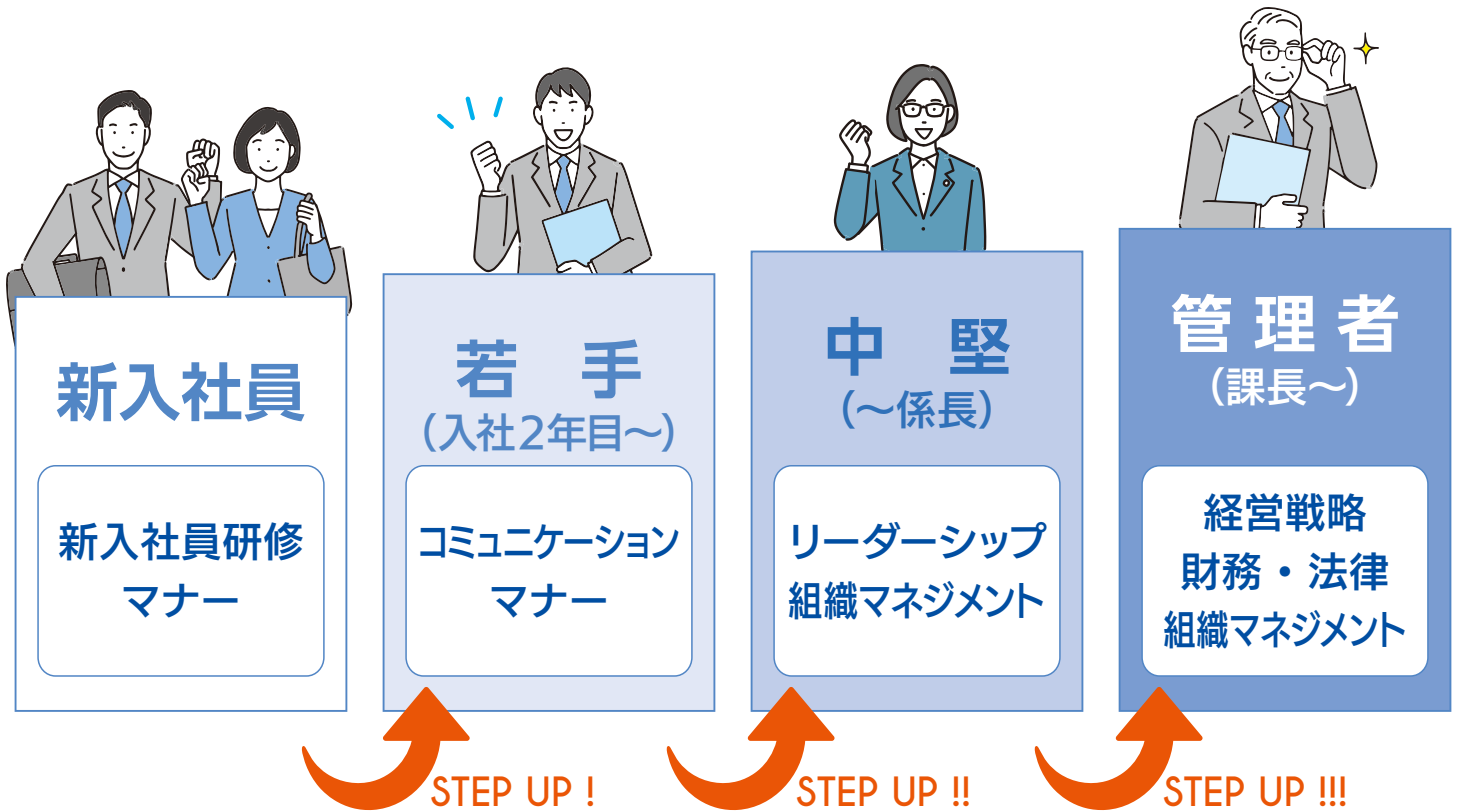 新入社員
新入社員研修
マナー
若 手
(入社2年目～)
コミュニケーション
マナー
中 堅
(～係長)
リーダーシップ
組織マネジメント
管 理 者
(課長～)
経営戦略
財務・法律
組織マネジメント
STEP UP !
STEP UP !!
STEP UP !!!